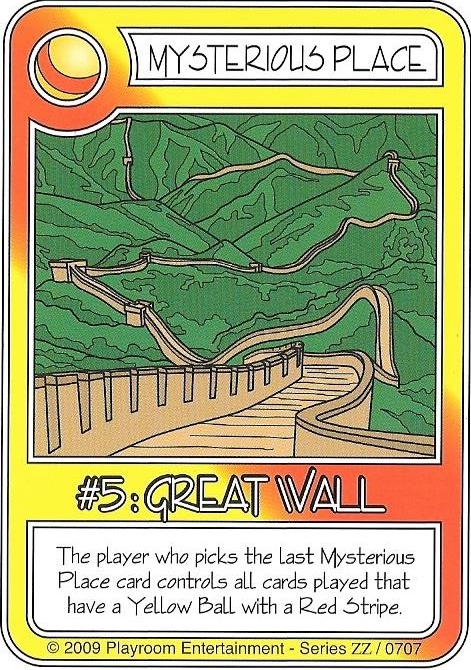 MYSTERIOUS PLACE
#5: GREAT WALL
The player who picks the last Mysterious
Place card controls all cards played that
have a Yellow Ball with a Red Stripe.
© 2009 Playroom Entertainment - Series ZZ / 0707